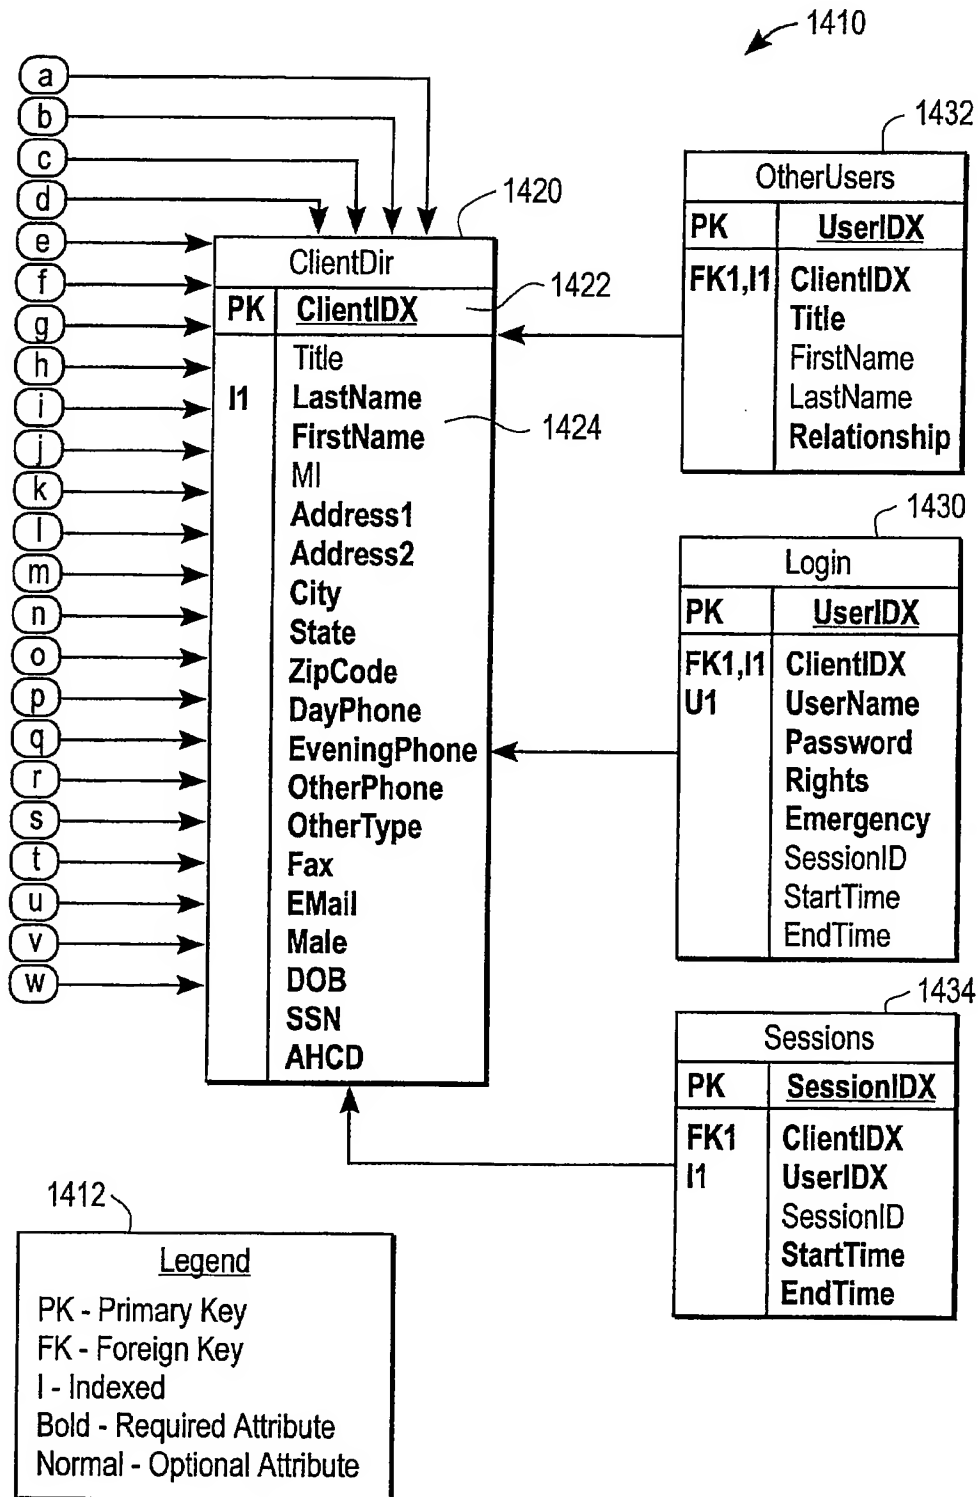 1410
a
b
c
d
e
f
g
h
i
j
k
l
m
n
o
p
q
r
s
t
u
v
w
1420
ClientDir
PK ClientIDX
1422
Title
I1 LastName
FirstName
1424
MI
Address1
Address2
City
State
ZipCode
DayPhone
EveningPhone
OtherPhone
OtherType
Fax
EMail
Male
DOB
SSN
AHCD
1432
OtherUsers
PK UserIDX
FK1,I1 ClientIDX
Title
FirstName
LastName
Relationship
1430
Login
PK UserIDX
FK1,I1 ClientIDX
U1 UserName
Password
Rights
Emergency
SessionID
StartTime
EndTime
1434
Sessions
PK SessionIDX
FK1 ClientIDX
I1 UserIDX
SessionID
StartTime
EndTime
1412
Legend
PK - Primary Key
FK - Foreign Key
I - Indexed
Bold - Required Attribute
Normal - Optional Attribute